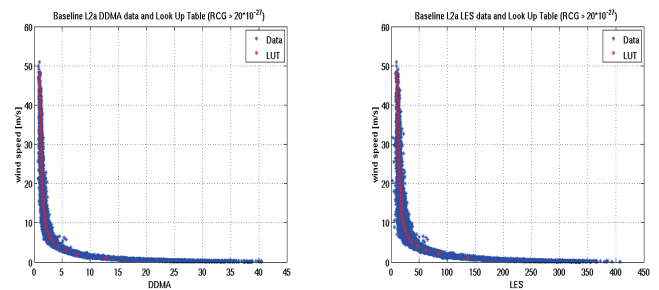 Baseline L2a DDMA data and Look Up Table (RCG > 20*10^-27)
60
50
40
30
20
10
0
wind speed [m/s]
Data
LUT
0 5 10 15 20 25 30 35 40 45
DDMA
Baseline L2a LES data and Look Up Table (RCG > 20*10^-27)
60
50
40
30
20
10
0
wind speed [m/s]
Data
LUT
0 50 100 150 200 250 300 350 400 450
LES